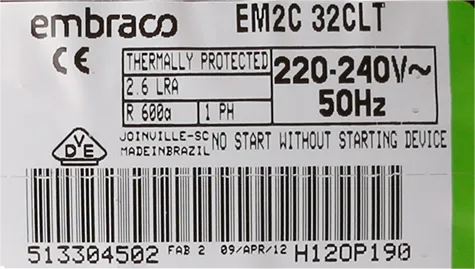 embraco EM2C 32CLT
CE
THERMALLY PROTECTED
2.6 LRA
R 600a 1 PH
220-240V~
50Hz
VDE
JOINVILLE-SC
MADEINBRAZIL
NO START WITHOUT STARTING DEVICE
513304502 FAB 2 09/APR/12 H120P190